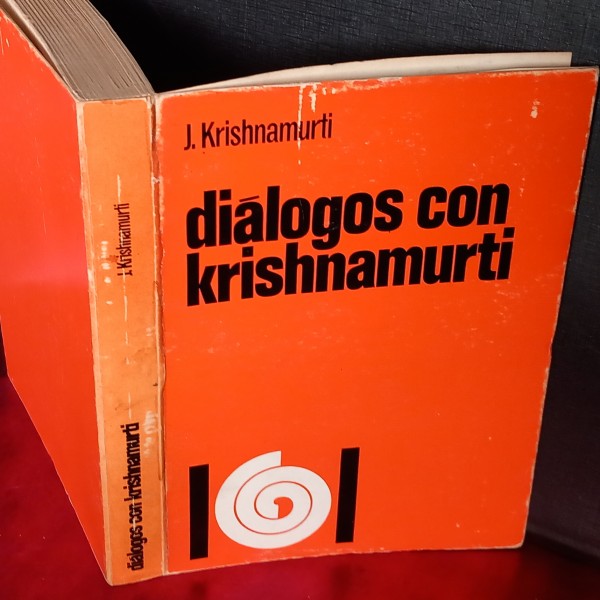 J. Krishnamurti
diálogos con
krishnamurti
J. Krishnamurti
diálogos con krishnamurti